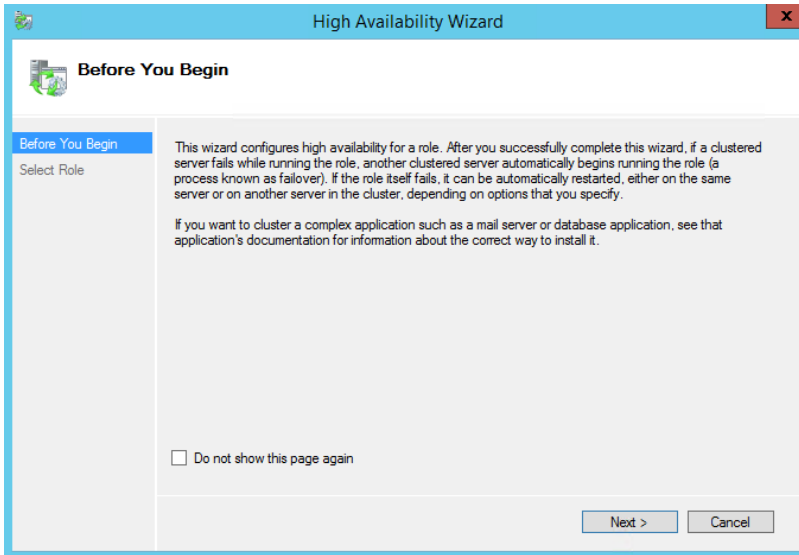 High Availability Wizard
x
Before You Begin
Before You Begin
Select Role
This wizard configures high availability for a role. After you successfully complete this wizard, if a clustered
server fails while running the role, another clustered server automatically begins running the role (a
process known as failover). If the role itself fails, it can be automatically restarted, either on the same
server or on another server in the cluster, depending on options that you specify.
If you want to cluster a complex application such as a mail server or database application, see that
application's documentation for information about the correct way to install it.
Do not show this page again
Next >
Cancel